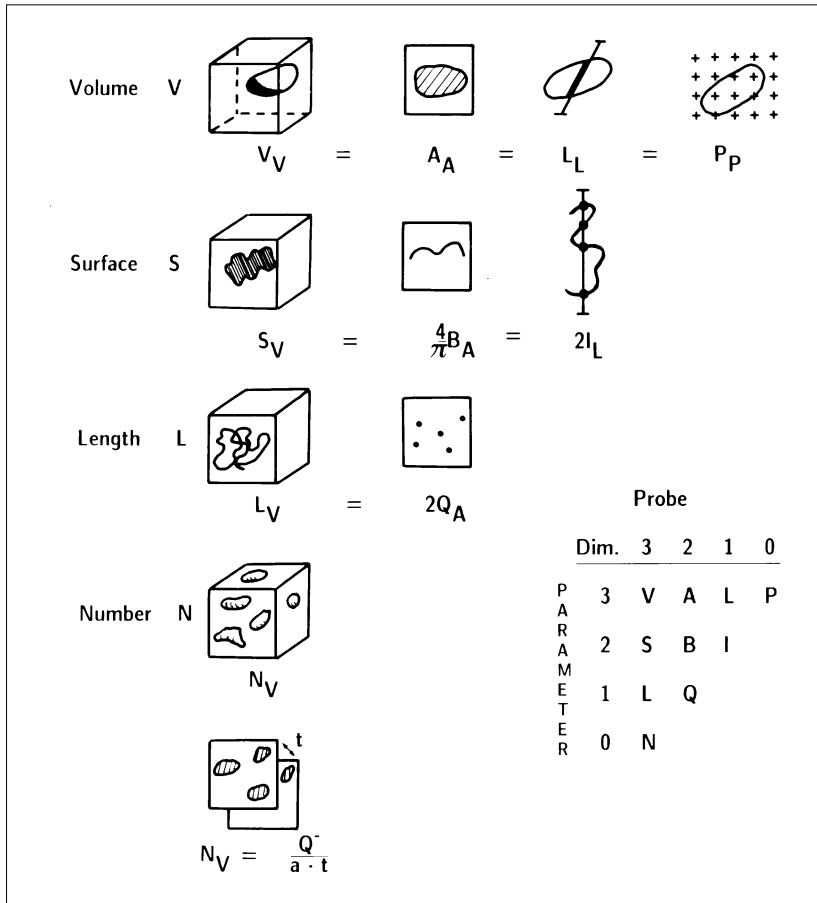 Volume V
V_V = A_A = L_L = P_P
Surface S
S_V = 4/π B_A = 2I_L
Length L
L_V = 2Q_A
Number N
N_V
t
N_V = Q⁻ / a · t
Probe
Dim. 3 2 1 0
PARAMETER
3 V A L P
2 S B I
1 L Q
0 N